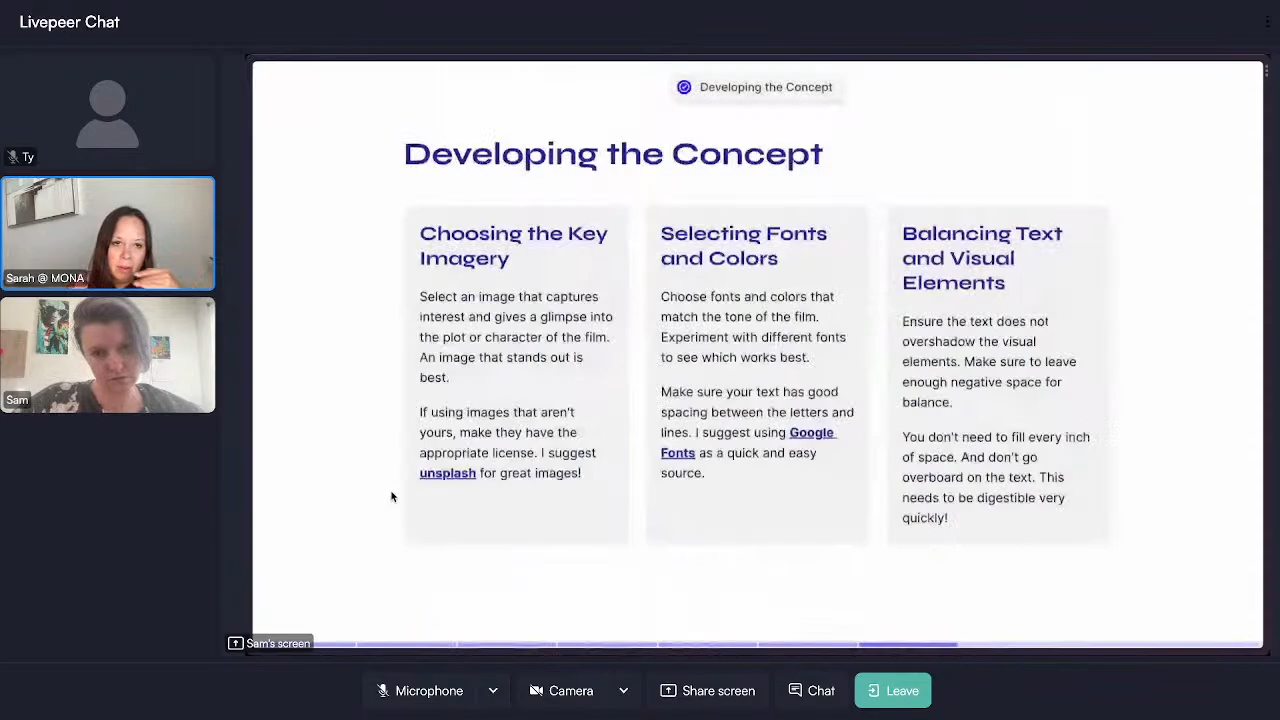 Livepeer Chat
Ty
Sarah @ MONA
Sam
Developing the Concept
Developing the Concept
Choosing the Key
Imagery
Select an image that captures
interest and gives a glimpse into
the plot or character of the film.
An image that stands out is
best.
If using images that aren't
yours, make they have the
appropriate license. I suggest
unsplash for great images!
Selecting Fonts
and Colors
Choose fonts and colors that
match the tone of the film.
Experiment with different fonts
to see which works best.
Make sure your text has good
spacing between the letters and
lines. I suggest using Google
Fonts as a quick and easy
source.
Balancing Text
and Visual
Elements
Ensure the text does not
overshadow the visual
elements. Make sure to leave
enough negative space for
balance.
You don't need to fill every inch
of space. And don't go
overboard on the text. This
needs to be digestible very
quickly!
Sam's screen
Microphone
Camera
Share screen
Chat
Leave